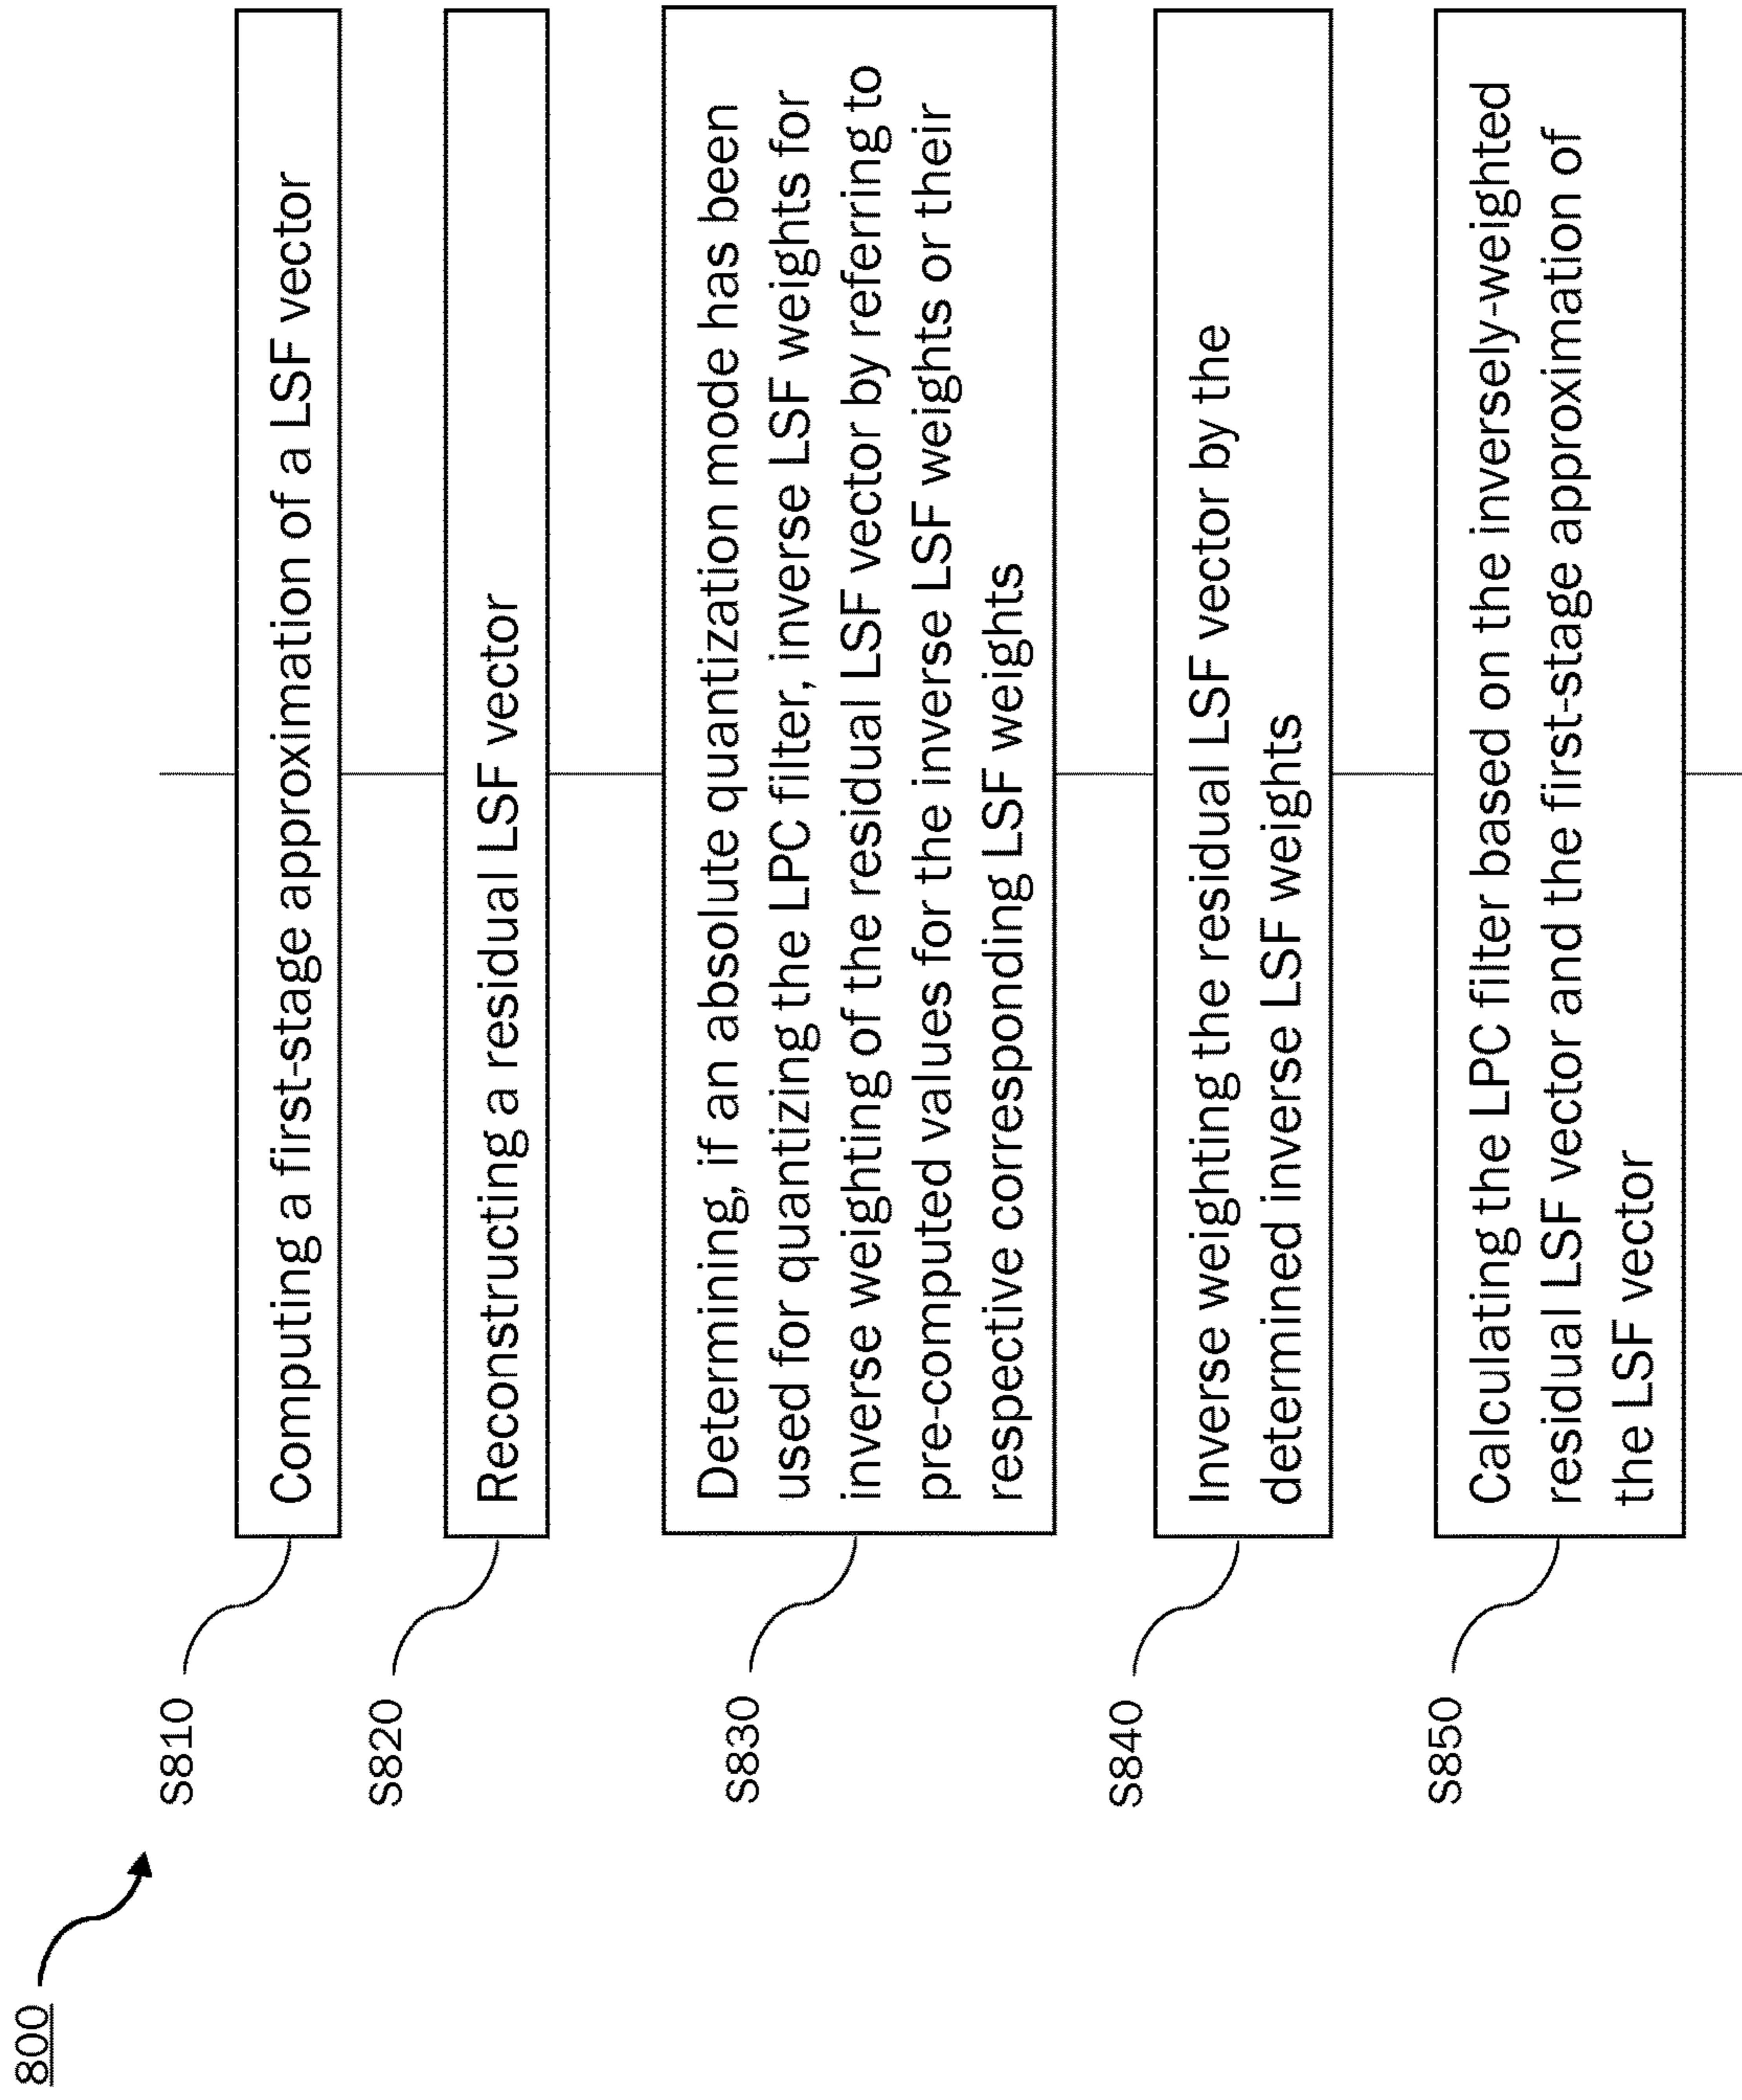 800
S810
Computing a first-stage approximation of a LSF vector
S820
Reconstructing a residual LSF vector
S830
Determining, if an absolute quantization mode has been
used for quantizing the LPC filter, inverse LSF weights for
inverse weighting of the residual LSF vector by referring to
pre-computed values for the inverse LSF weights or their
respective corresponding LSF weights
S840
Inverse weighting the residual LSF vector by the
determined inverse LSF weights
S850
Calculating the LPC filter based on the inversely-weighted
residual LSF vector and the first-stage approximation of
the LSF vector